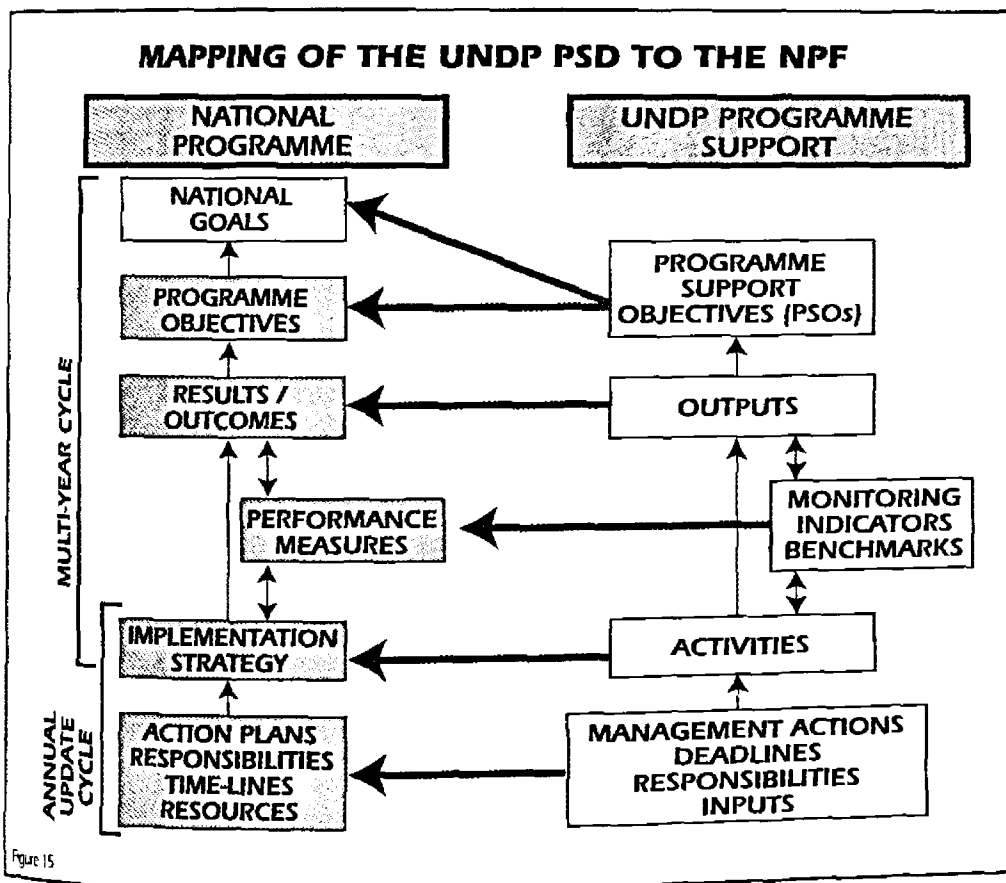 MAPPING OF THE UNDP PSD TO THE NPF
NATIONAL
PROGRAMME
UNDP PROGRAMME
SUPPORT
NATIONAL
GOALS
PROGRAMME
SUPPORT
OBJECTIVES (PSOs)
PROGRAMME
OBJECTIVES
RESULTS /
OUTCOMES
OUTPUTS
PERFORMANCE
MEASURES
MONITORING
INDICATORS
BENCHMARKS
IMPLEMENTATION
STRATEGY
ACTIVITIES
ACTION PLANS
RESPONSIBILITIES
TIME-LINES
RESOURCES
MANAGEMENT ACTIONS
DEADLINES
RESPONSIBILITIES
INPUTS
MULTI-YEAR CYCLE
ANNUAL
UPDATE
CYCLE
Figure 15